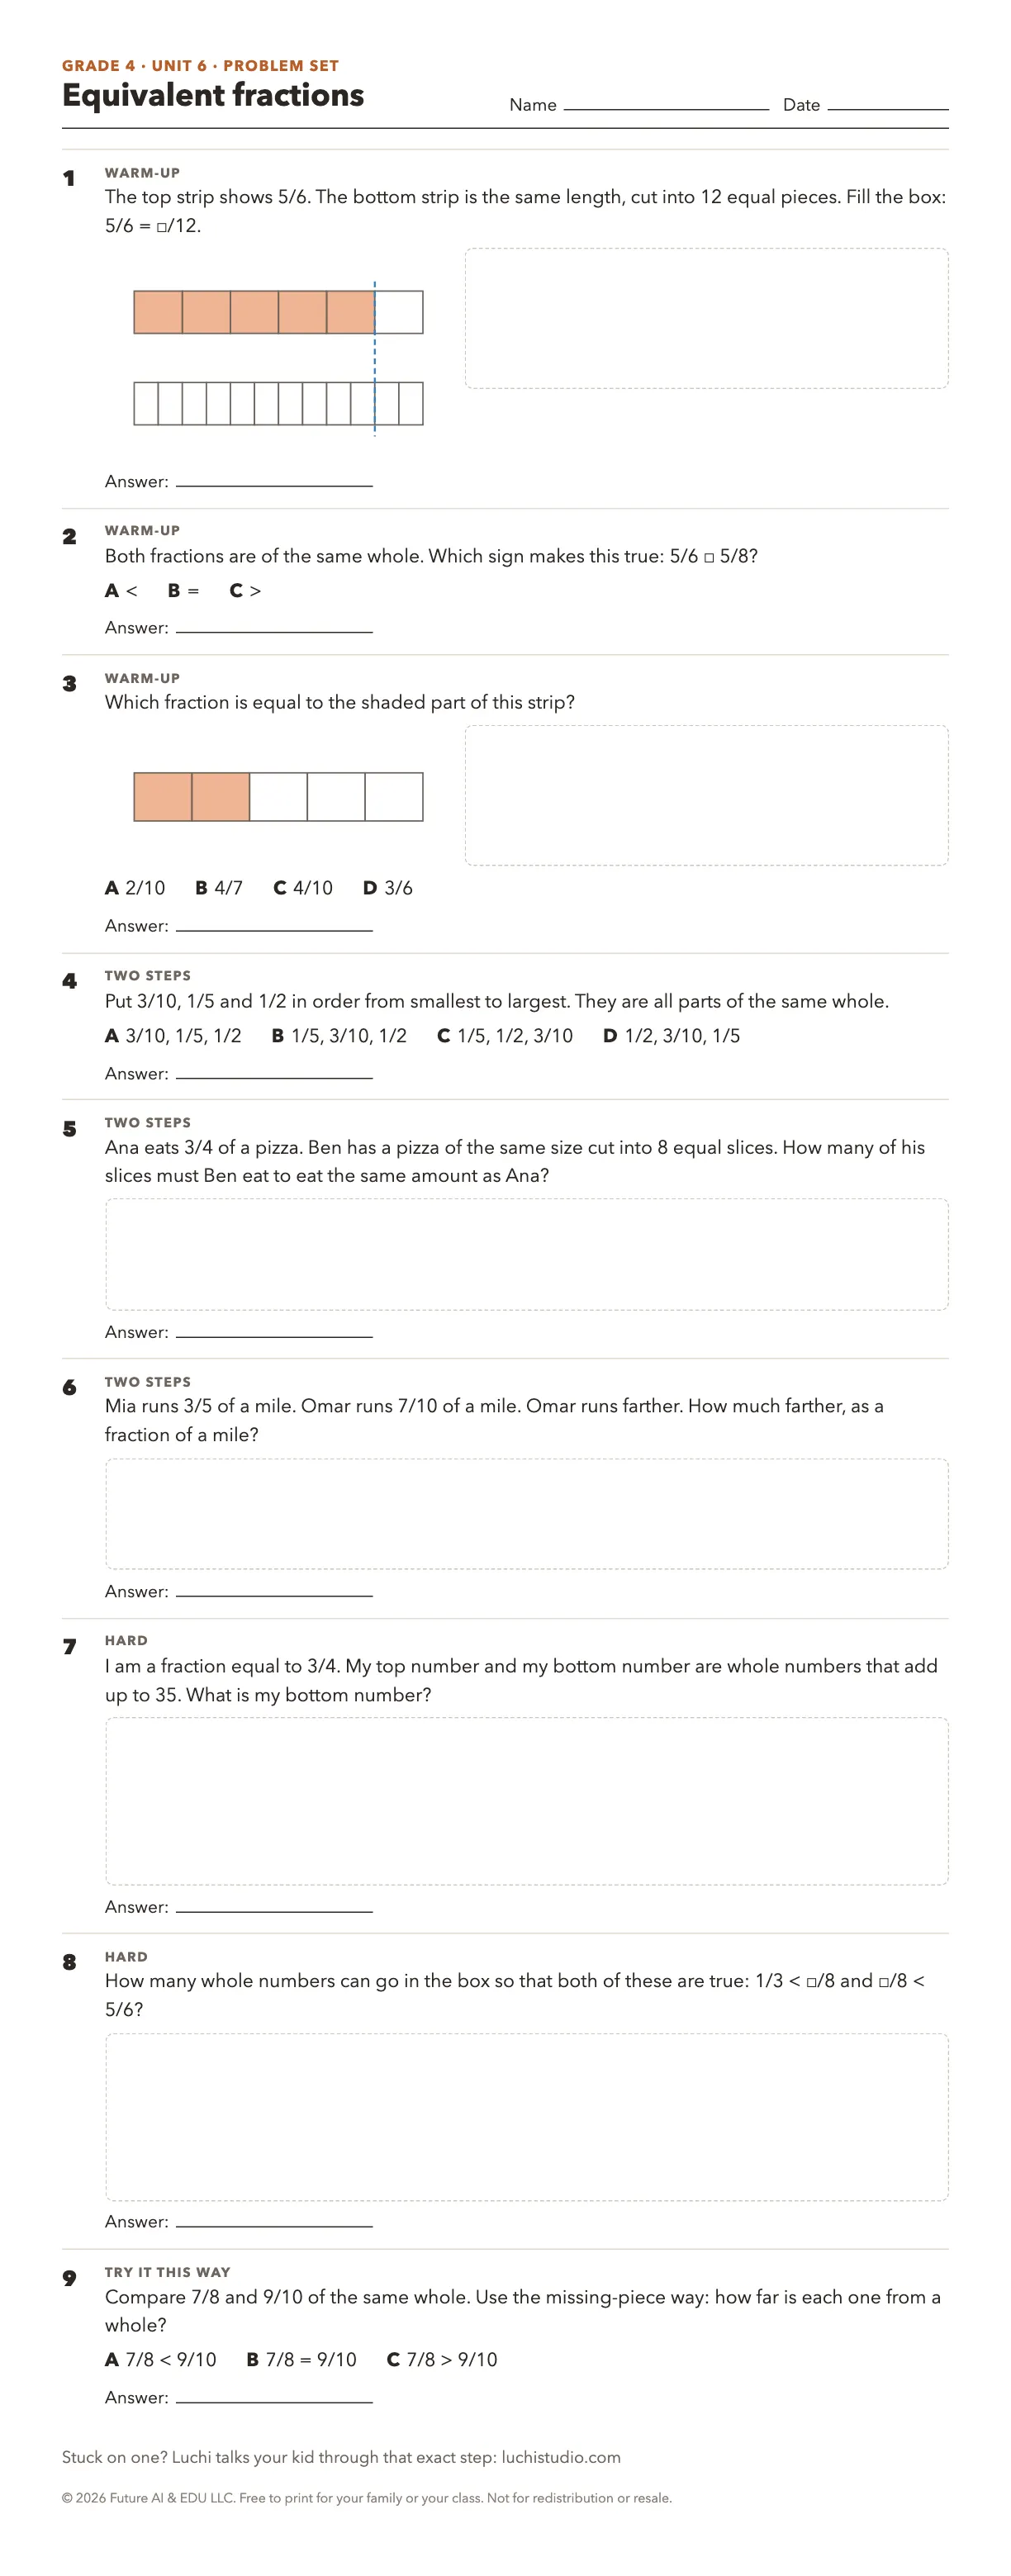 GRADE 4 · UNIT 6 · PROBLEM SET
Equivalent fractions
Name Date
1 WARM-UP
The top strip shows 5/6. The bottom strip is the same length, cut into 12 equal pieces. Fill the box:
5/6 = □/12.
Answer:
2 WARM-UP
Both fractions are of the same whole. Which sign makes this true: 5/6 □ 5/8?
A < B = C >
Answer:
3 WARM-UP
Which fraction is equal to the shaded part of this strip?
A 2/10 B 4/7 C 4/10 D 3/6
Answer:
4 TWO STEPS
Put 3/10, 1/5 and 1/2 in order from smallest to largest. They are all parts of the same whole.
A 3/10, 1/5, 1/2 B 1/5, 3/10, 1/2 C 1/5, 1/2, 3/10 D 1/2, 3/10, 1/5
Answer:
5 TWO STEPS
Ana eats 3/4 of a pizza. Ben has a pizza of the same size cut into 8 equal slices. How many of his
slices must Ben eat to eat the same amount as Ana?
Answer:
6 TWO STEPS
Mia runs 3/5 of a mile. Omar runs 7/10 of a mile. Omar runs farther. How much farther, as a
fraction of a mile?
Answer:
7 HARD
I am a fraction equal to 3/4. My top number and my bottom number are whole numbers that add
up to 35. What is my bottom number?
Answer:
8 HARD
How many whole numbers can go in the box so that both of these are true: 1/3 < □/8 and □/8 <
5/6?
Answer:
9 TRY IT THIS WAY
Compare 7/8 and 9/10 of the same whole. Use the missing-piece way: how far is each one from a
whole?
A 7/8 < 9/10 B 7/8 = 9/10 C 7/8 > 9/10
Answer:
Stuck on one? Luchi talks your kid through that exact step: luchistudio.com
© 2026 Future AI & EDU LLC. Free to print for your family or your class. Not for redistribution or resale.